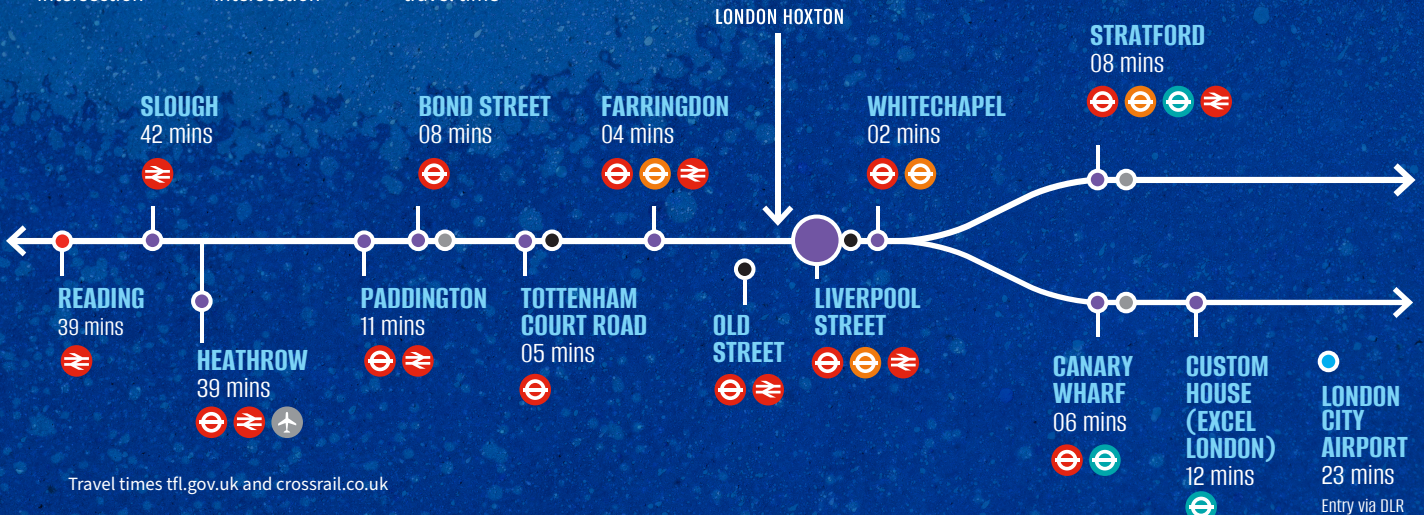 LONDON HOXTON
STRATFORD
08 mins
SLOUGH
42 mins
BOND STREET
08 mins
FARRINGDON
04 mins
WHITECHAPEL
02 mins
READING
39 mins
HEATHROW
39 mins
PADDINGTON
11 mins
TOTTENHAM
COURT ROAD
05 mins
OLD
STREET
LIVERPOOL
STREET
CANARY
WHARF
06 mins
CUSTOM
HOUSE
(EXCEL
LONDON)
12 mins
LONDON
CITY
AIRPORT
23 mins
Entry via DLR
Travel times tfl.gov.uk and crossrail.co.uk